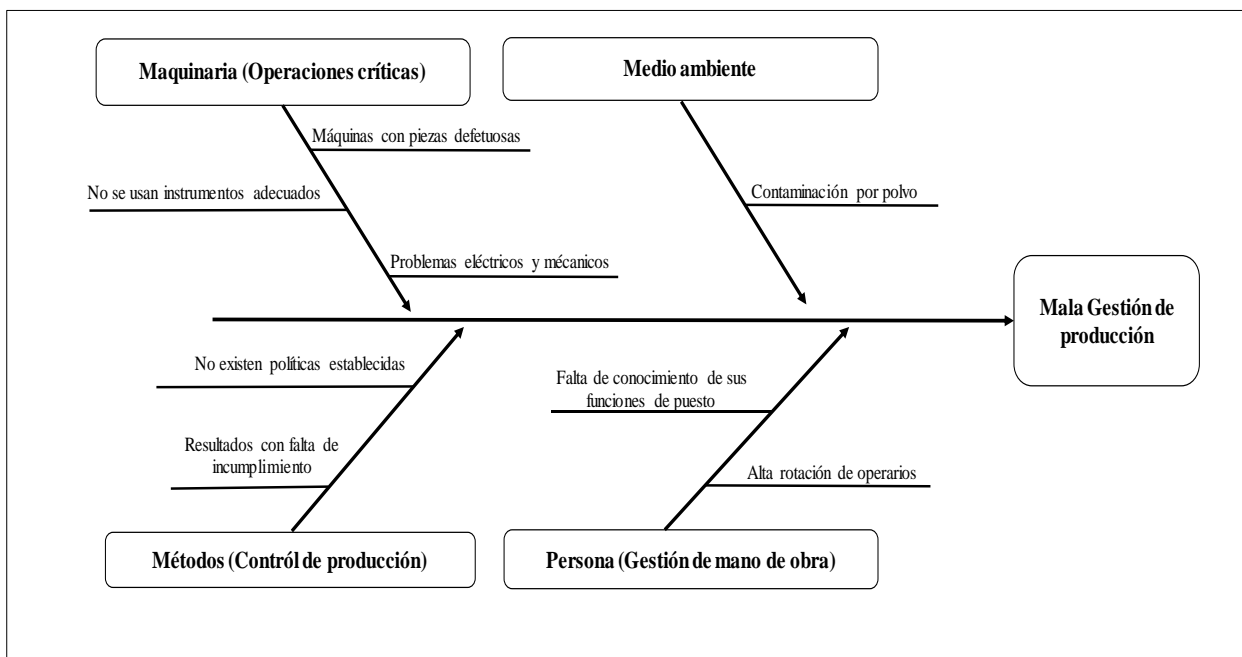 Maquinaria (Operaciones críticas)
Medio ambiente
Máquinas con piezas defetuosas
No se usan instrumentos adecuados
Contaminación por polvo
Problemas eléctricos y mécanicos
Mala Gestión de
producción
No existen políticas establecidas
Falta de conocimiento de sus
funciones de puesto
Resultados con falta de
incumplimiento
Alta rotación de operarios
Métodos (Contról de producción)
Persona (Gestión de mano de obra)